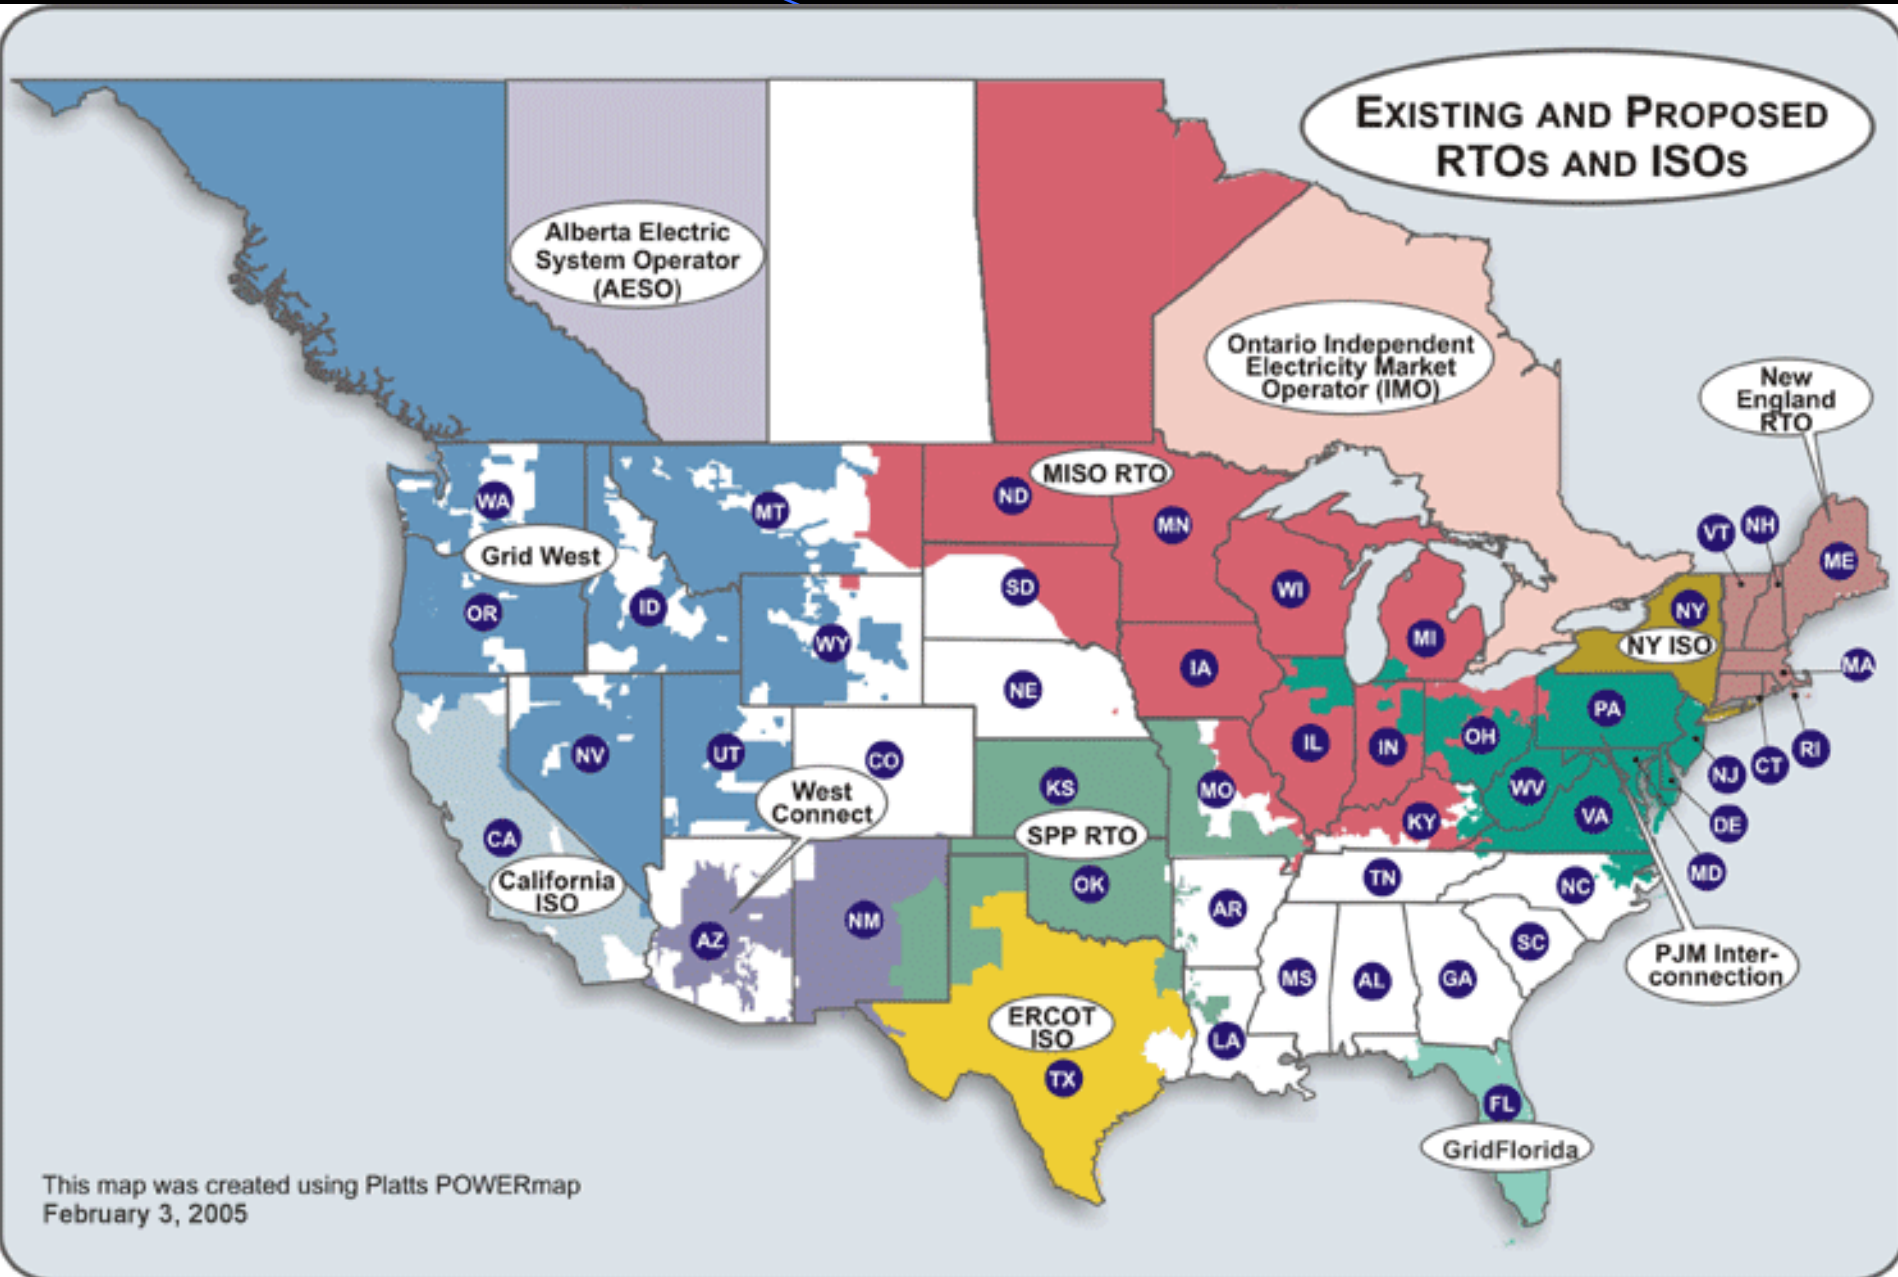 EXISTING AND PROPOSED
RTOS AND ISOS
Alberta Electric
System Operator
(AESO)
Ontario Independent
Electricity Market
Operator (IMO)
New
England
RTO
MISO RTO
Grid West
WA
MT
ND
MN
VT
NH
ME
OR
ID
SD
WI
NY
NY ISO
MI
WY
MA
IA
NE
PA
NV
UT
CO
IL
IN
OH
RI
CT
NJ
West
Connect
KS
MO
WV
VA
DE
CA
SPP RTO
KY
MD
California
ISO
OK
TN
NC
AZ
NM
AR
SC
PJM Inter-
connection
MS
AL
GA
ERCOT
ISO
LA
TX
FL
GridFlorida
This map was created using Platts POWERmap
February 3, 2005